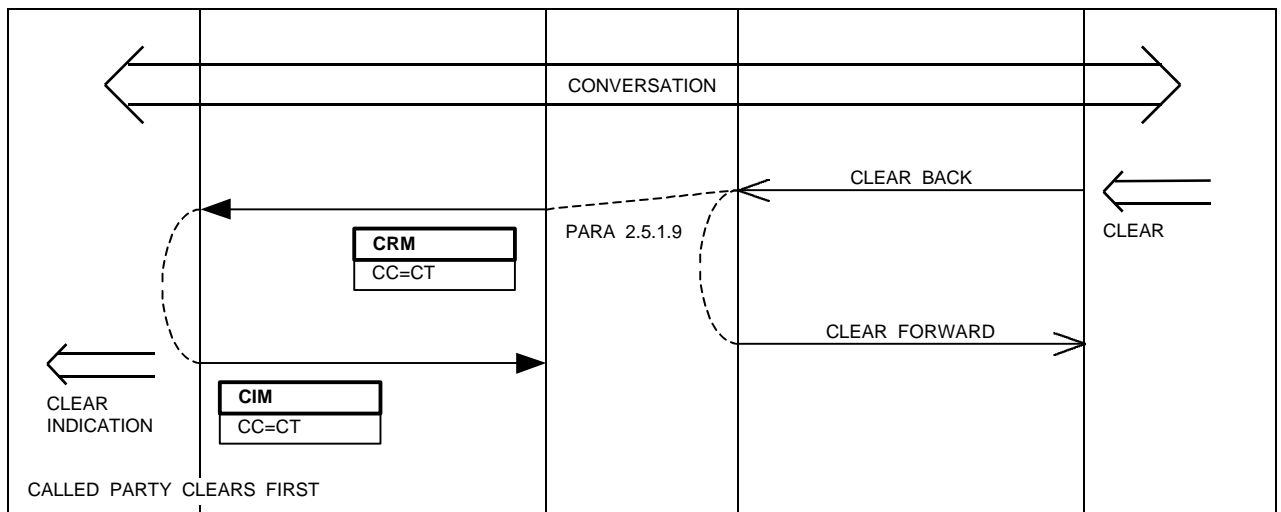 CONVERSATION
CLEAR BACK
PARA 2.5.1.9
CLEAR
CRM
CC=CT
CLEAR FORWARD
CLEAR
INDICATION
CIM
CC=CT
CALLED PARTY CLEARS FIRST